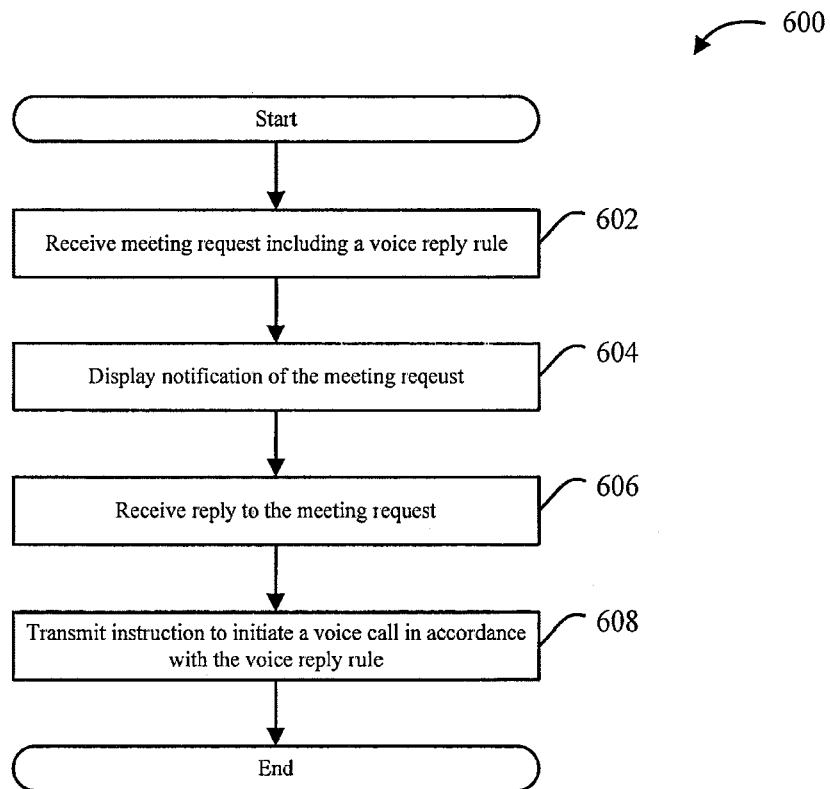 600
Start
Receive meeting request including a voice reply rule
602
Display notification of the meeting reqeust
604
Receive reply to the meeting request
606
Transmit instruction to initiate a voice call in accordance
with the voice reply rule
608
End